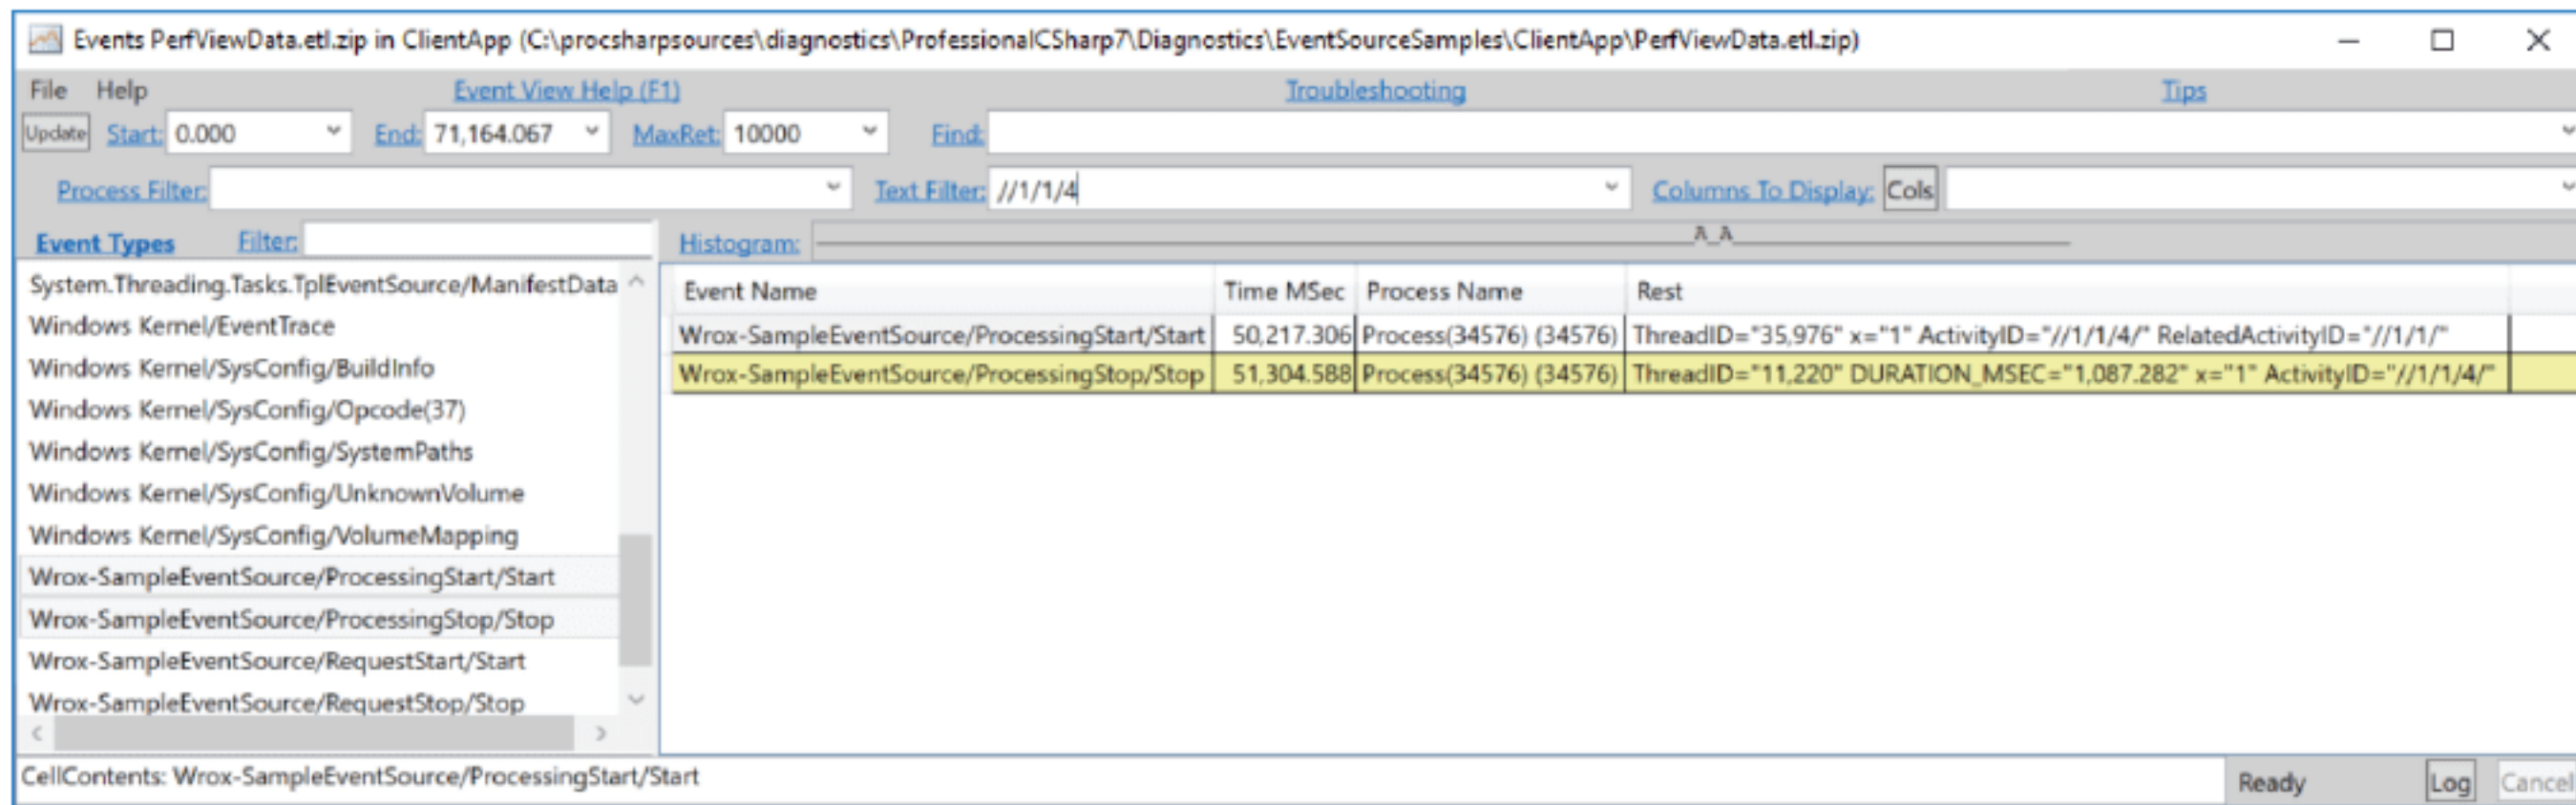 Events PerfViewData.etl.zip in ClientApp (C:\procsharpsources\diagnostics\ProfessionalCSharp7\Diagnostics\EventSourceSamples\ClientApp\PerfViewData.etl.zip)
File Help Event View Help (F1) Troubleshooting Tips
Update Start: 0.000 End: 71,164.067 MaxRet: 10000 Find:
Process Filter: Text Filter: //1/1/4 Columns To Display: Cols
Event Types Filter: Histogram: A_A
System.Threading.Tasks.TplEventSource/ManifestData
Windows Kernel/EventTrace
Windows Kernel/SysConfig/BuildInfo
Windows Kernel/SysConfig/Opcode(37)
Windows Kernel/SysConfig/SystemPaths
Windows Kernel/SysConfig/UnknownVolume
Windows Kernel/SysConfig/VolumeMapping
Wrox-SampleEventSource/ProcessingStart/Start
Wrox-SampleEventSource/ProcessingStop/Stop
Wrox-SampleEventSource/RequestStart/Start
Wrox-SampleEventSource/RequestStop/Stop
Event Name Time MSec Process Name Rest
Wrox-SampleEventSource/ProcessingStart/Start 50,217.306 Process(34576) (34576) ThreadID="35,976" x="1" ActivityID="//1/1/4/" RelatedActivityID="//1/1/"
Wrox-SampleEventSource/ProcessingStop/Stop 51,304.588 Process(34576) (34576) ThreadID="11,220" DURATION_MSEC="1,087.282" x="1" ActivityID="//1/1/4/"
CellContents: Wrox-SampleEventSource/ProcessingStart/Start Ready Log Cancel